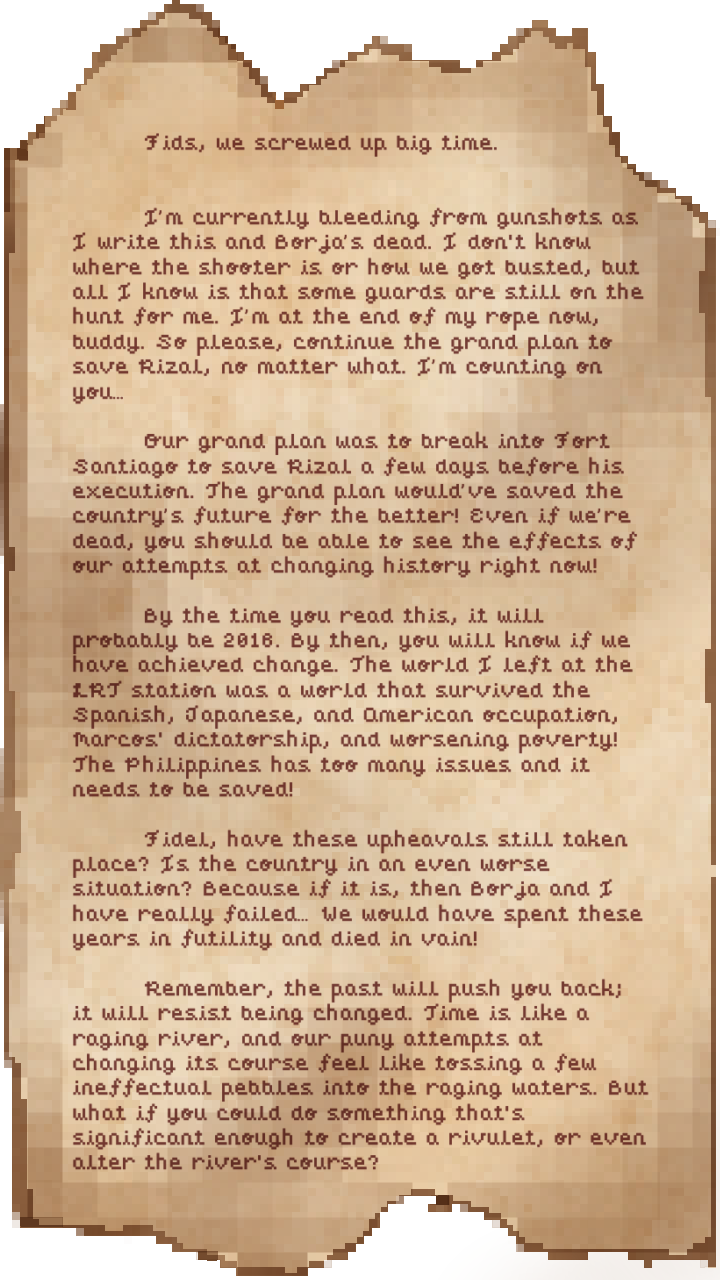 Fids, we screwed up big time.
I'm currently bleeding from gunshots as
I write this and Borja's dead. I don't know
where the shooter is or how we got busted, but
all I know is that some guards are still on the
hunt for me. I'm at the end of my rope now,
buddy. So please, continue the grand plan to
save Rizal, no matter what. I'm counting on
you…
Our grand plan was to break into Fort
Santiago to save Rizal a few days before his
execution. The grand plan would've saved the
country's future for the better! Even if we're
dead, you should be able to see the effects of
our attempts at changing history right now!
By the time you read this, it will
probably be 2018. By then, you will know if we
have achieved change. The world I left at the
LRT station was a world that survived the
Spanish, Japanese, and American occupation,
Marcos' dictatorship, and worsening poverty!
The Philippines has too many issues and it
needs to be saved!
Fidel, have these upheavals still taken
place? Is the country in an even worse
situation? Because if it is, then Borja and I
have really failed… We would have spent these
years in futility and died in vain!
Remember, the past will push you back;
it will resist being changed. Time is like a
raging river, and our puny attempts at
changing its course feel like tossing a few
ineffectual pebbles into the raging waters. But
what if you could do something that's
significant enough to create a rivulet, or even
alter the river's course?